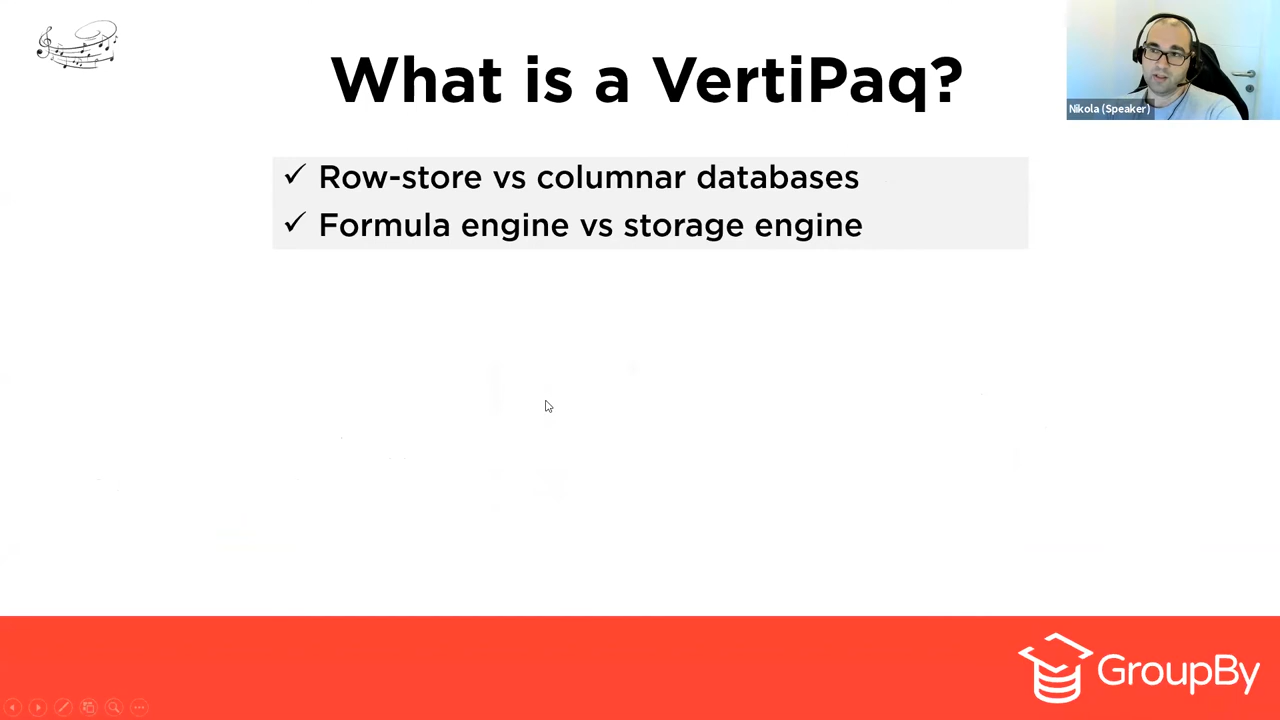 What is a VertiPaq?
Nikola (Speaker)
✓ Row-store vs columnar databases
✓ Formula engine vs storage engine
GroupBy